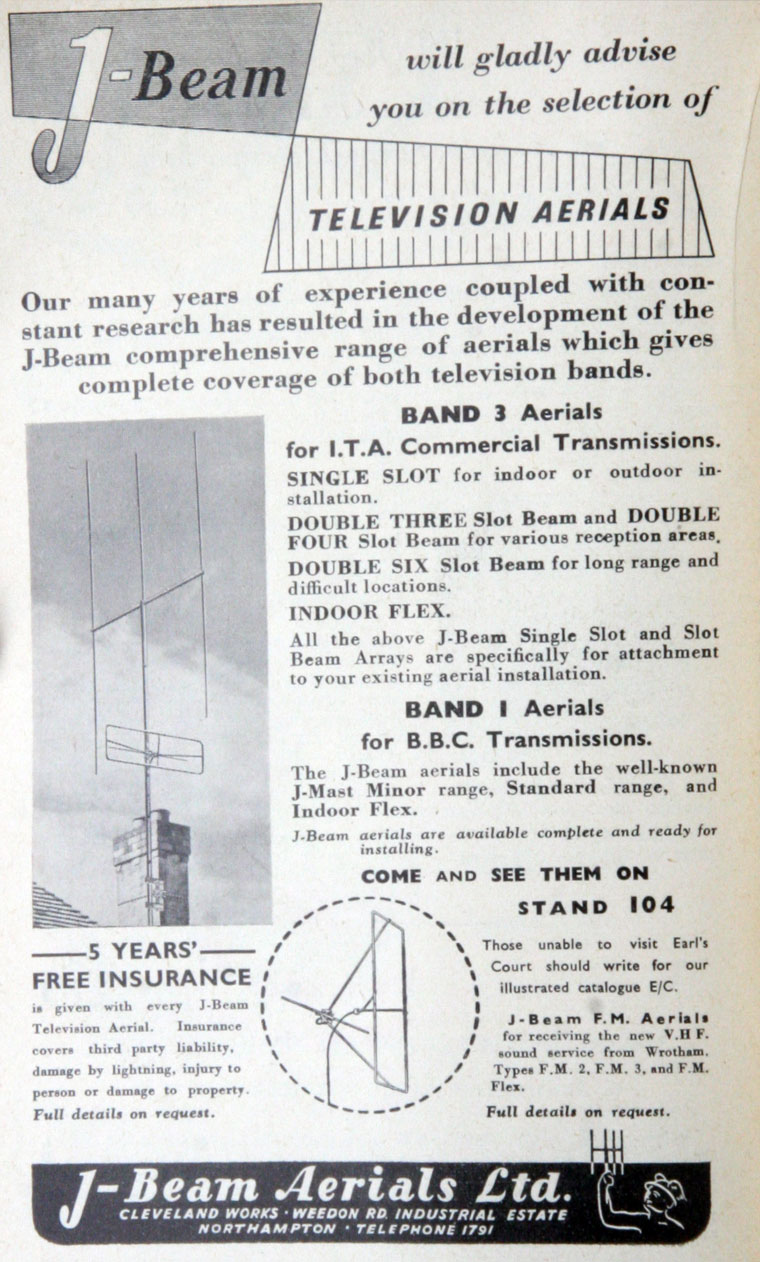 J-Beam
will gladly advise
you on the selection of
TELEVISION AERIALS
Our many years of experience coupled with con-
stant research has resulted in the development of the
J-Beam comprehensive range of aerials which gives
complete coverage of both television bands.
BAND 3 Aerials
for I.T.A. Commercial Transmissions.
SINGLE SLOT for indoor or outdoor in-
stallation.
DOUBLE THREE Slot Beam and DOUBLE
FOUR Slot Beam for various reception areas.
DOUBLE SIX Slot Beam for long range and
difficult locations.
INDOOR FLEX.
All the above J-Beam Single Slot and Slot
Beam Arrays are specifically for attachment
to your existing aerial installation.
BAND 1 Aerials
for B.B.C. Transmissions.
The J-Beam aerials include the well-known
J-Mast Minor range, Standard range, and
Indoor Flex.
J-Beam aerials are available complete and ready for
installing.
COME AND SEE THEM ON
STAND 104
5 YEARS'
FREE INSURANCE
is given with every J-Beam
Television Aerial. Insurance
covers third party liability,
damage by lightning, injury to
person or damage to property.
Full details on request.
Those unable to visit Earl's
Court should write for our
illustrated catalogue E/C.
J-Beam F.M. Aerials
for receiving the new V.H F.
sound service from Wrotham.
Types F.M. 2, F.M. 3, and F.M.
Flex.
Full details on request.
J-Beam Aerials Ltd.
CLEVELAND WORKS · WEEDON RD. INDUSTRIAL ESTATE
NORTHAMPTON · TELEPHONE 1791